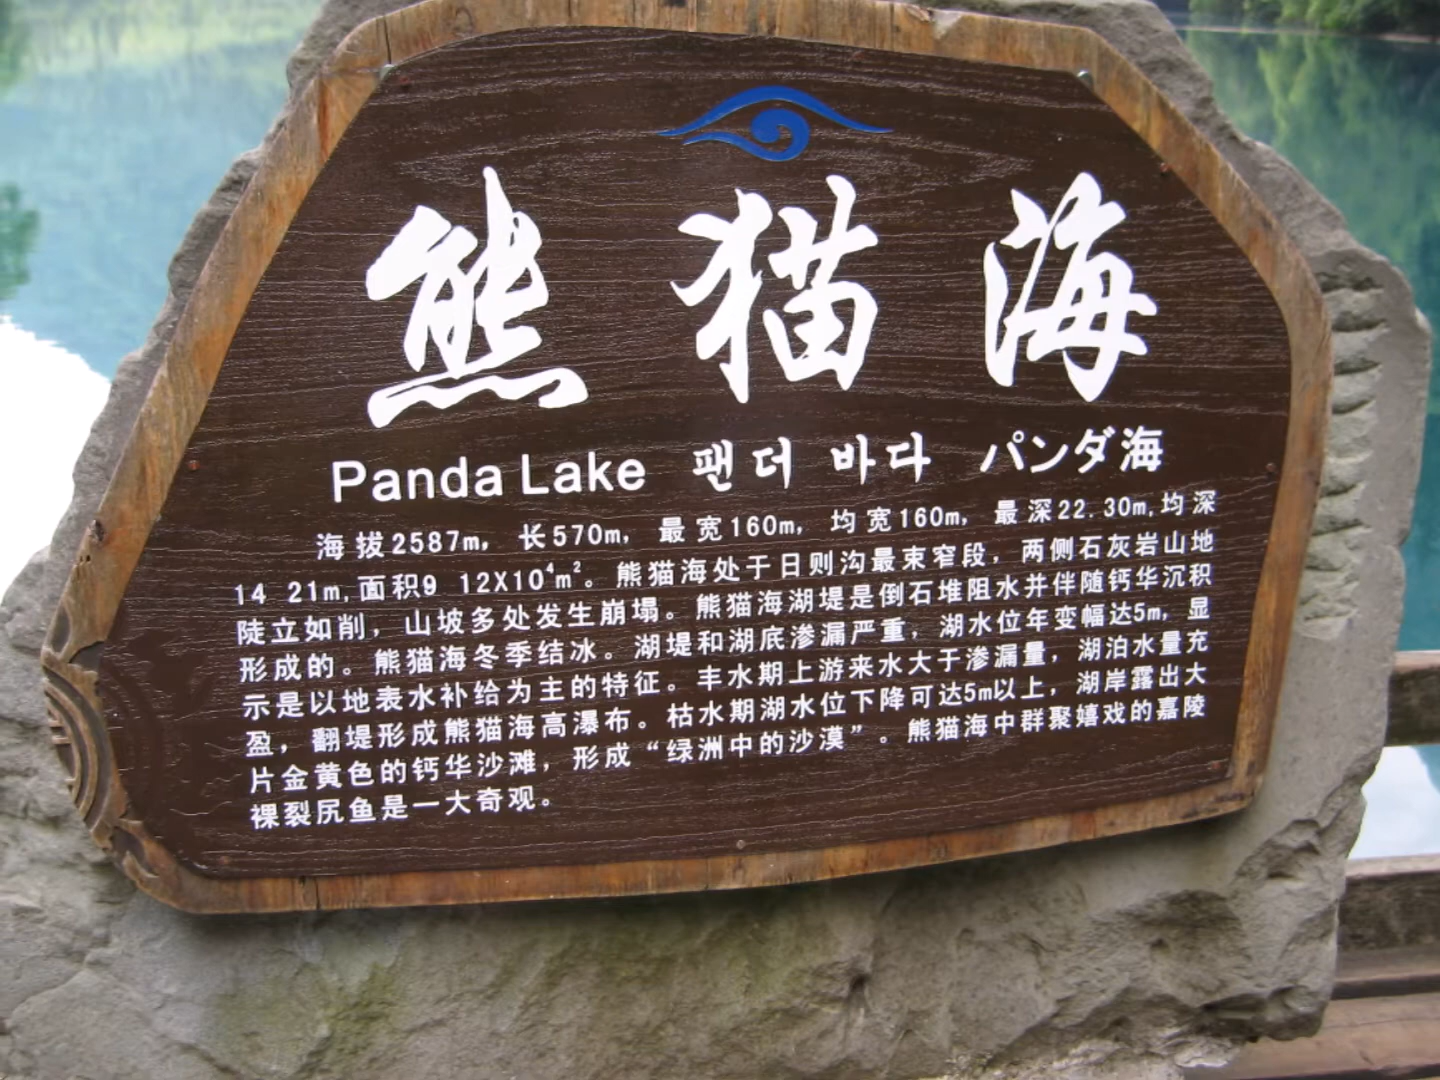 熊猫海
Panda Lake 팬더 바다 パンダ海
海拔2587m，长570m，最宽160m，均宽160m，最深22.30m,均深
14 21m,面积9 12X10⁴m²。熊猫海处于日则沟最束窄段，两侧石灰岩山地
陡立如削，山坡多处发生崩塌。熊猫海湖堤是倒石堆阻水并伴随钙华沉积
形成的。熊猫海冬季结冰。湖堤和湖底渗漏严重，湖水位年变幅达5m，显
示是以地表水补给为主的特征。丰水期上游来水大于渗漏量，湖泊水量充
盈，翻堤形成熊猫海高瀑布。枯水期湖水位下降可达5m以上，湖岸露出大
片金黄色的钙华沙滩，形成“绿洲中的沙漠”。熊猫海中群聚嬉戏的嘉陵
裸裂尻鱼是一大奇观。